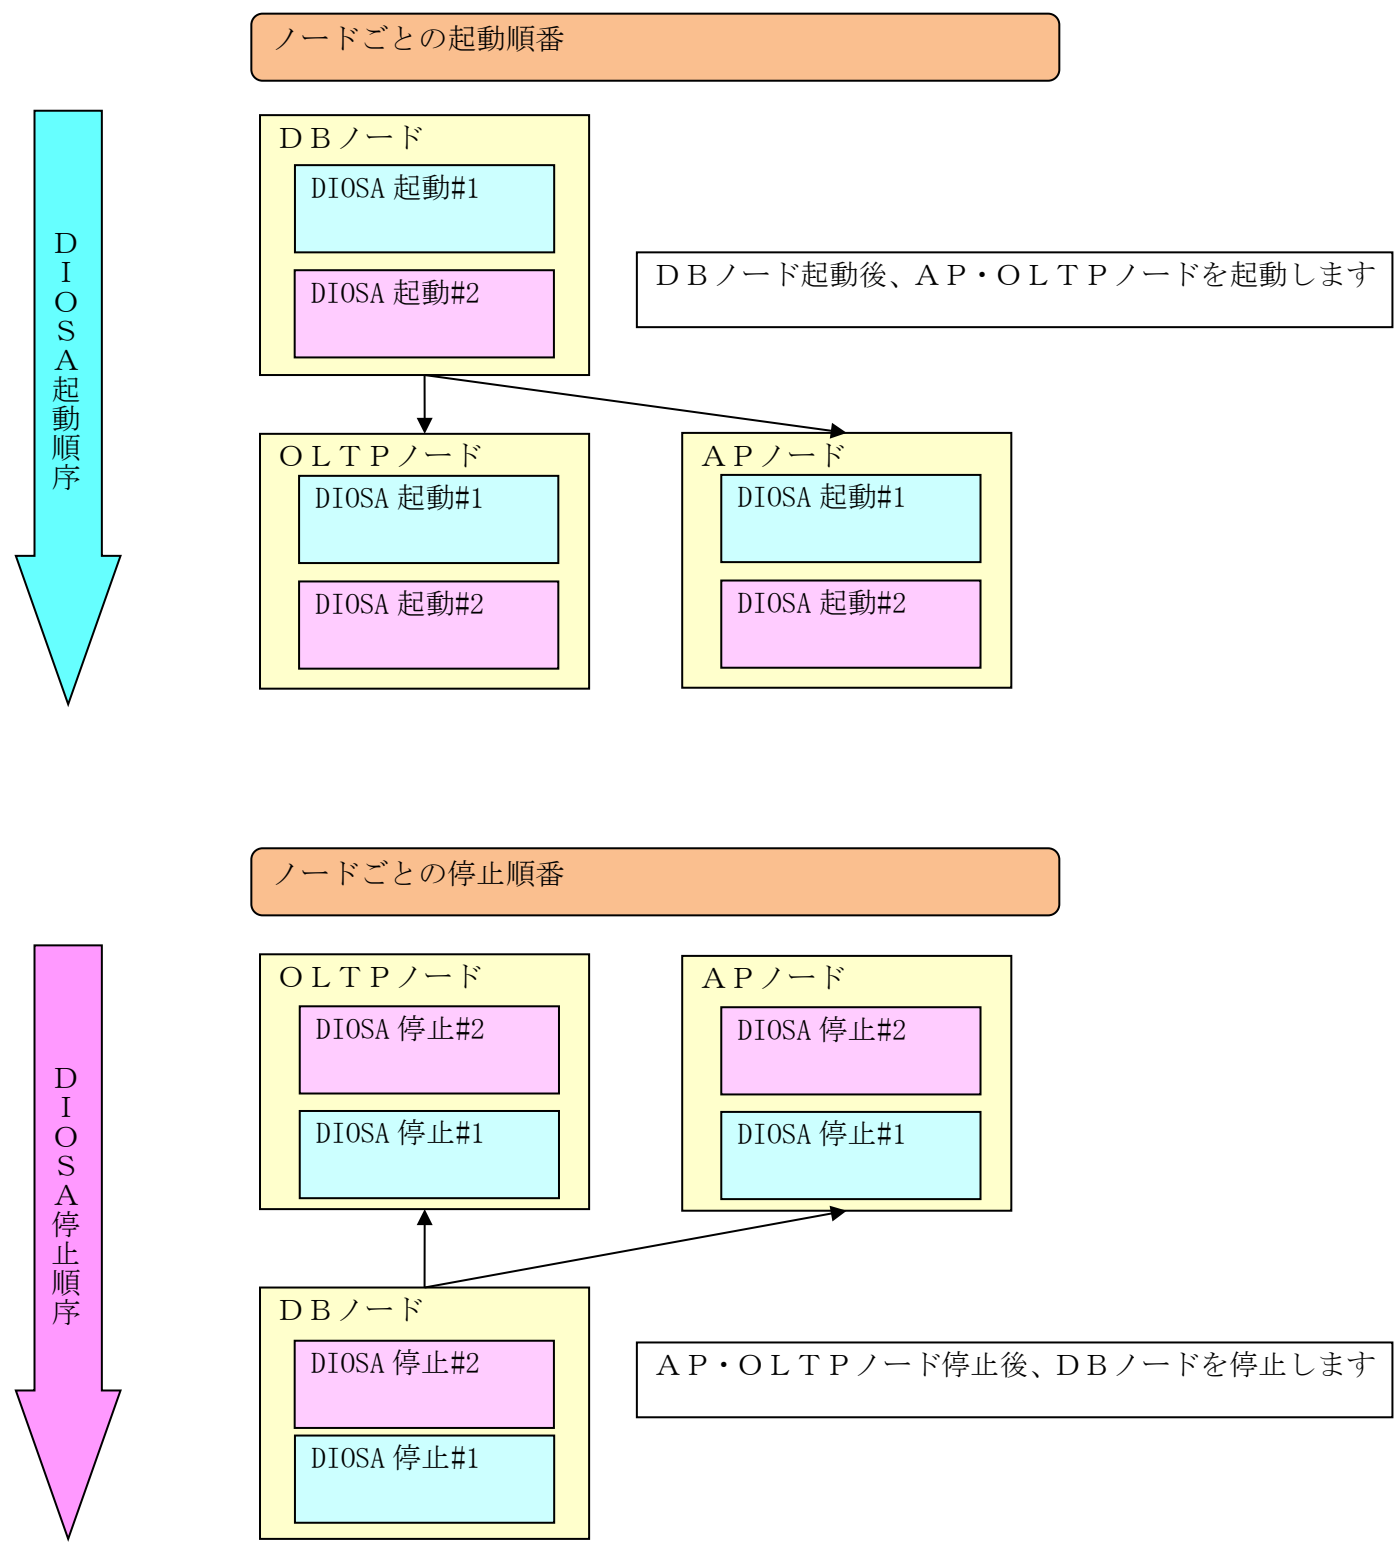 ノードごとの起動順番
ＤＩＯＳＡ起動順序
ＤＢノード
DIOSA 起動#1
DIOSA 起動#2
ＤＢノード起動後、ＡＰ・ＯＬＴＰノードを起動します
ＯＬＴＰノード
DIOSA 起動#1
DIOSA 起動#2
ＡＰノード
DIOSA 起動#1
DIOSA 起動#2
ノードごとの停止順番
ＤＩＯＳＡ停止順序
ＯＬＴＰノード
DIOSA 停止#2
DIOSA 停止#1
ＡＰノード
DIOSA 停止#2
DIOSA 停止#1
ＤＢノード
DIOSA 停止#2
DIOSA 停止#1
ＡＰ・ＯＬＴＰノード停止後、ＤＢノードを停止します